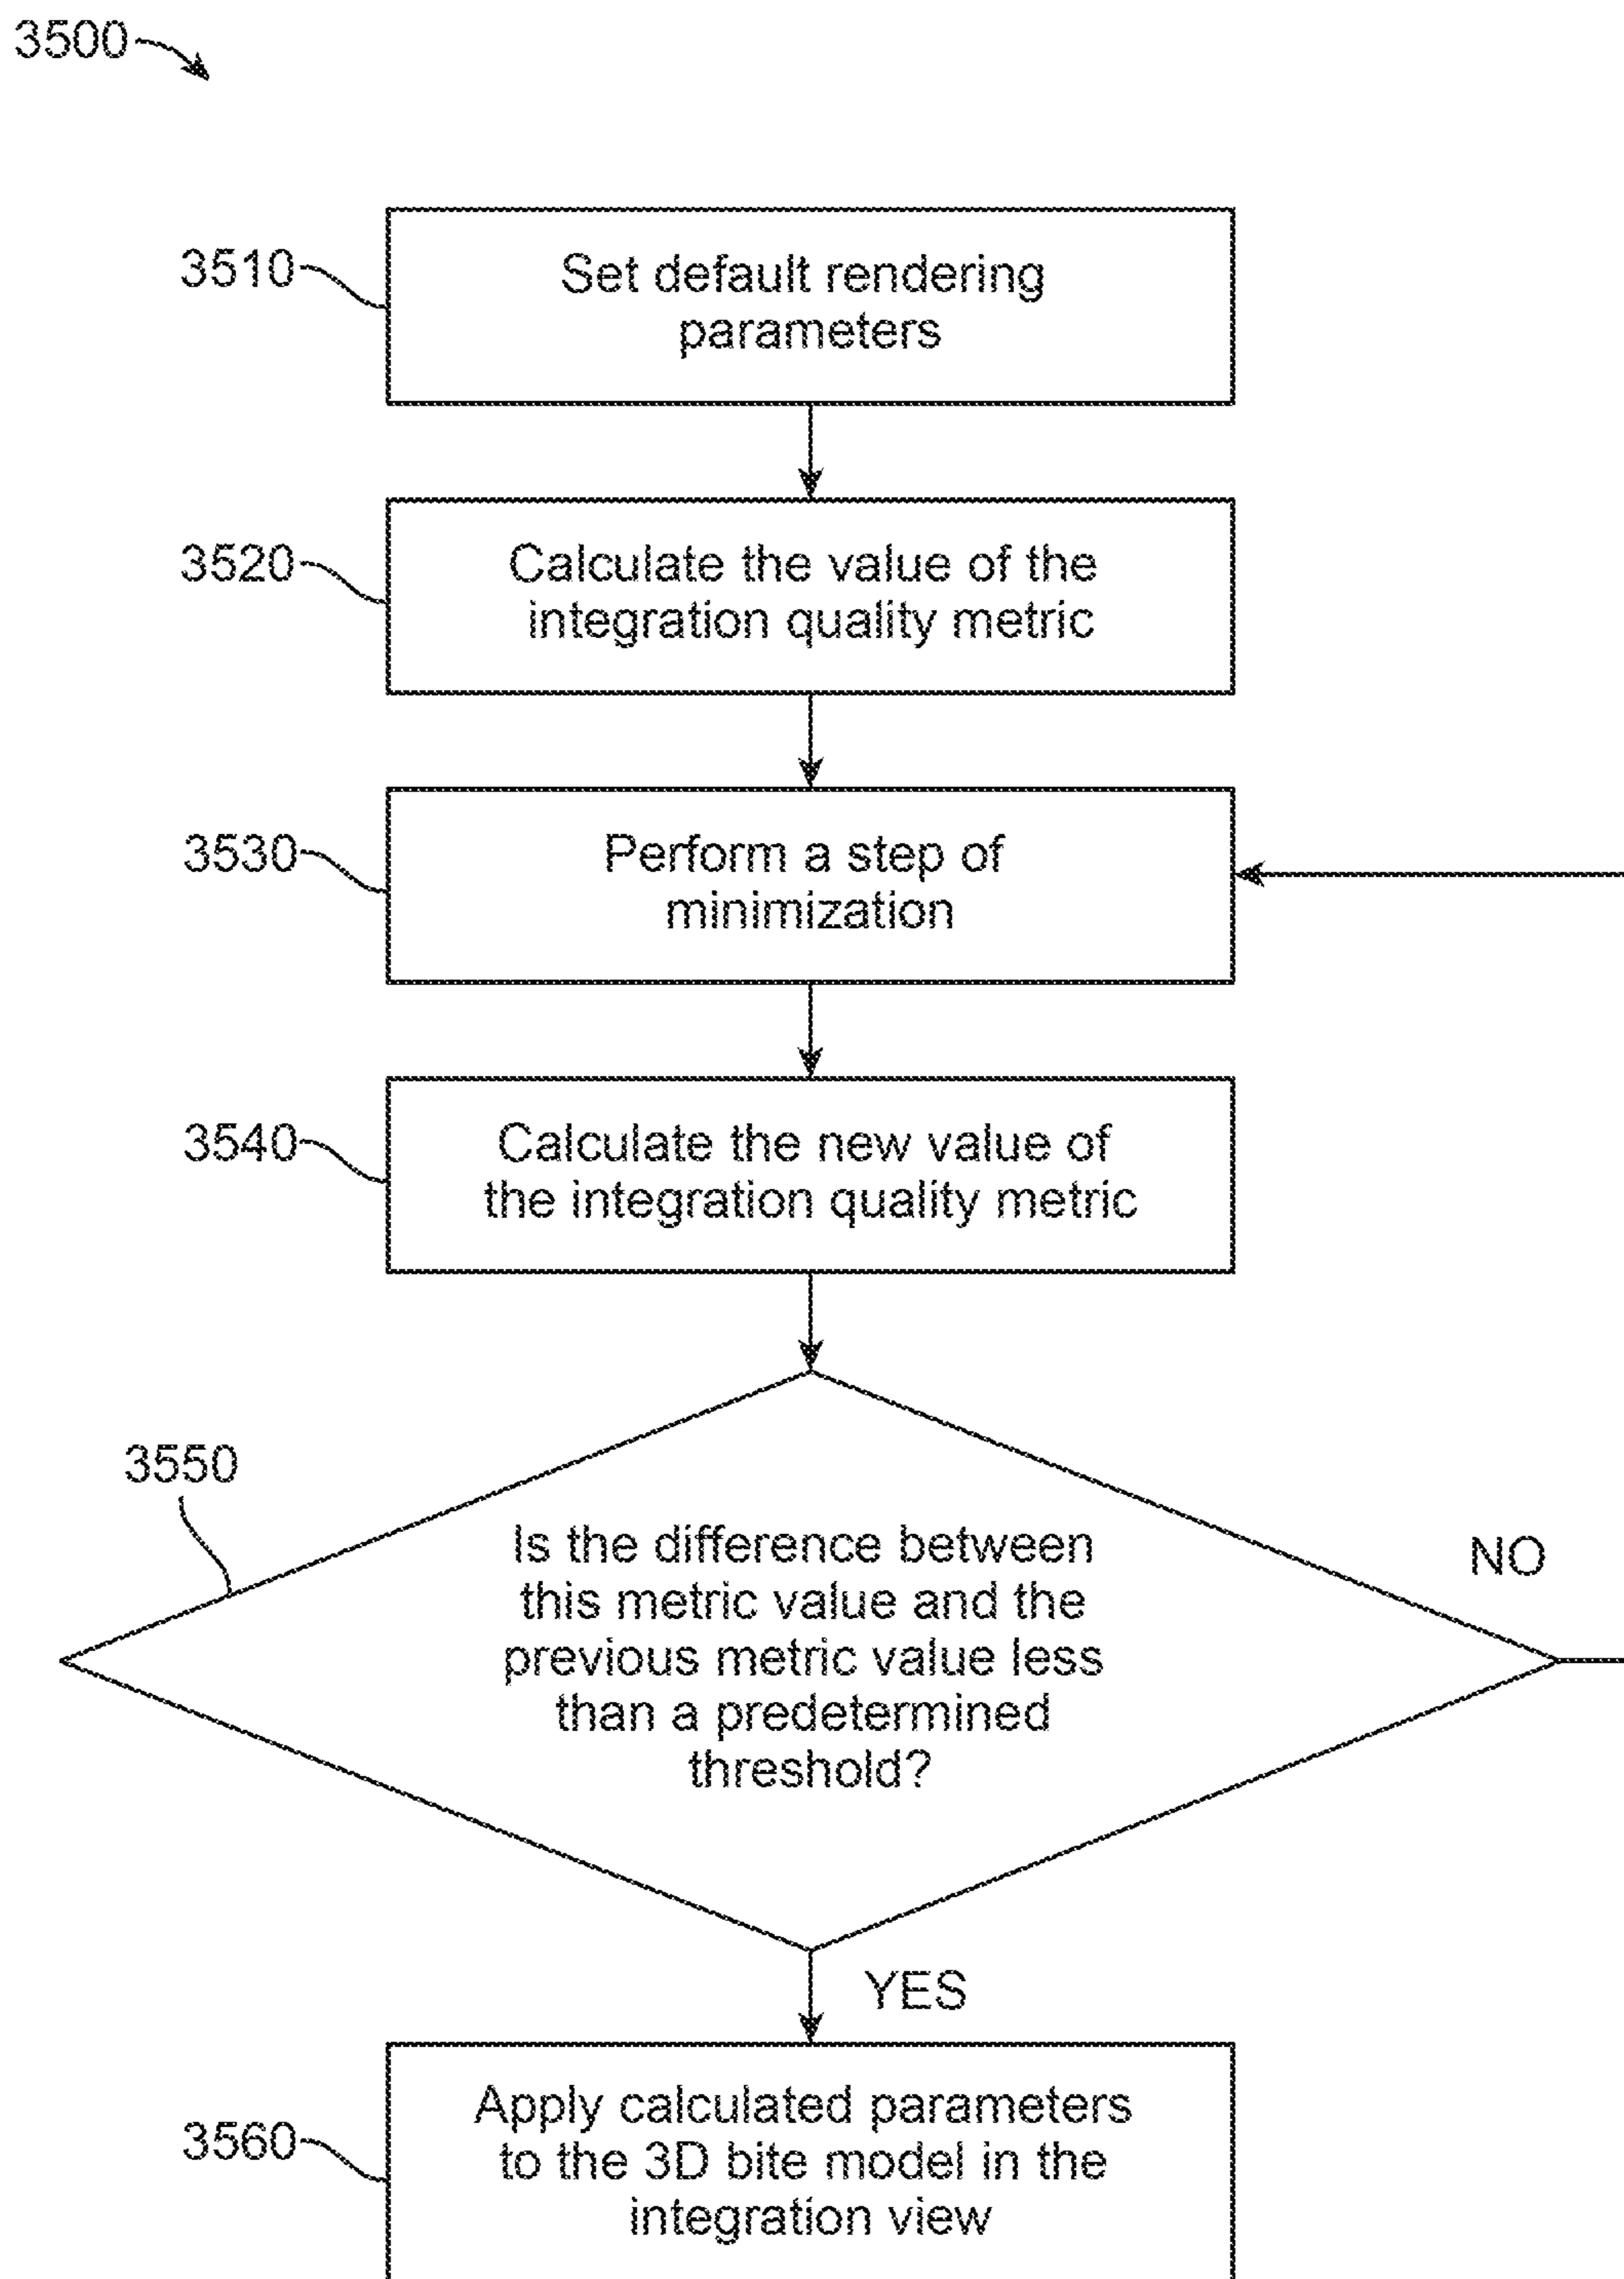 3500
3510
Set default rendering
parameters
3520
Calculate the value of the
integration quality metric
3530
Perform a step of
minimization
3540
Calculate the new value of
the integration quality metric
3550
Is the difference between
this metric value and the
previous metric value less
than a predetermined
threshold?
NO
YES
3560
Apply calculated parameters
to the 3D bite model in the
integration view